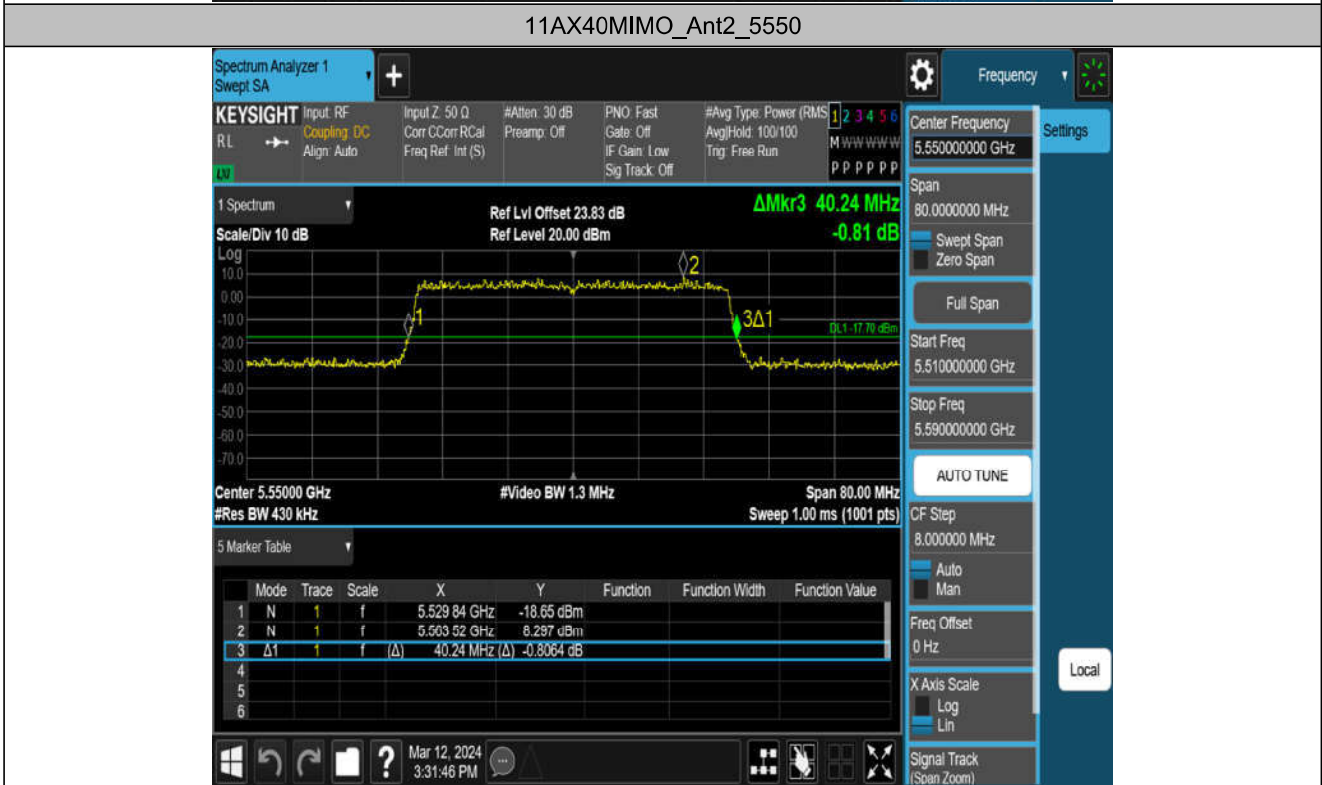 11AX40MIMO_Ant2_5550
Spectrum Analyzer 1
Swept SA
+
Frequency
KEYSIGHT
RL
LXI
Input: RF
Coupling: DC
Align: Auto
Input Z: 50 Ω
Corr CCorr RCal
Freq Ref: Int (S)
#Atten: 30 dB
Preamp: Off
PNO: Fast
Gate: Off
IF Gain: Low
Sig Track: Off
#Avg Type: Power (RMS
Avg|Hold: 100/100
Trig: Free Run
1 2 3 4 5 6
M W W W W W
P P P P P P
Center Frequency
5.550000000 GHz
Settings
1 Spectrum
Scale/Div 10 dB
Ref Lvl Offset 23.83 dB
Ref Level 20.00 dBm
ΔMkr3 40.24 MHz
-0.81 dB
Log
10.0
0.00
-10.0
-20.0
-30.0
-40.0
-50.0
-60.0
-70.0
1
2
3Δ1
DL1 -17.70 dBm
Center 5.55000 GHz
#Res BW 430 kHz
#Video BW 1.3 MHz
Span 80.00 MHz
Sweep 1.00 ms (1001 pts)
Span
80.0000000 MHz
Swept Span
Zero Span
Full Span
Start Freq
5.510000000 GHz
Stop Freq
5.590000000 GHz
AUTO TUNE
CF Step
8.000000 MHz
Auto
Man
Freq Offset
0 Hz
X Axis Scale
Log
Lin
Signal Track
(Span Zoom)
Local
5 Marker Table
Mode Trace Scale X Y Function Function Width Function Value
1 N 1 f 5.529 84 GHz -18.65 dBm
2 N 1 f 5.563 52 GHz 8.297 dBm
3 Δ1 1 f (Δ) 40.24 MHz (Δ) -0.8064 dB
4
5
6
?
Mar 12, 2024
3:31:46 PM